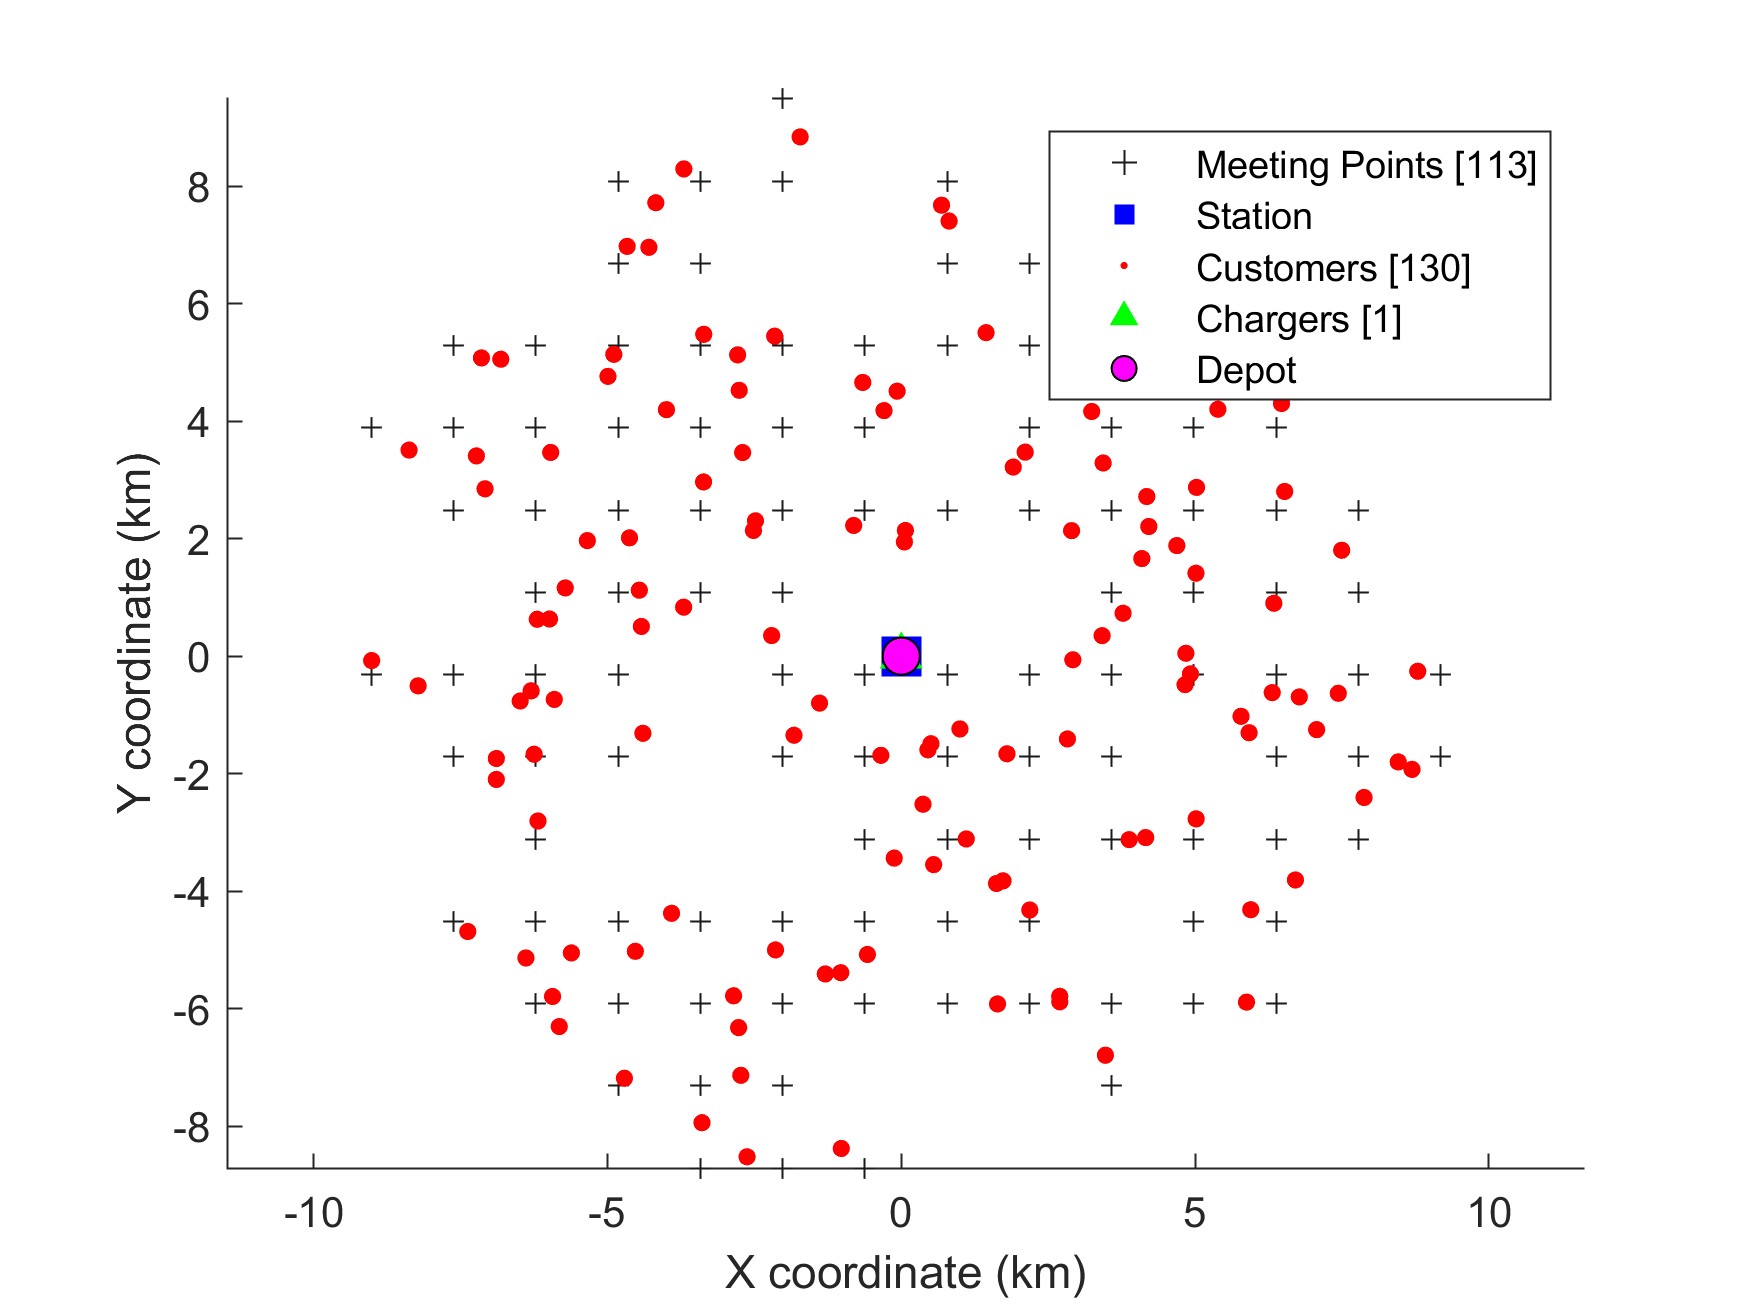 Meeting Points [113]
Station
Customers [130]
Chargers [1]
Depot
8
6
4
2
0
-2
-4
-6
-8
Y coordinate (km)
-10 -5 0 5 10
X coordinate (km)